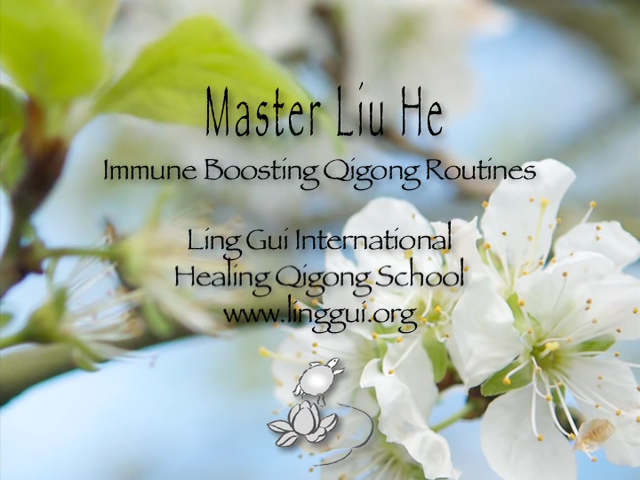 Master Liu He
Immune Boosting Qigong Routines
Ling Gui International
Healing Qigong School
www.linggui.org